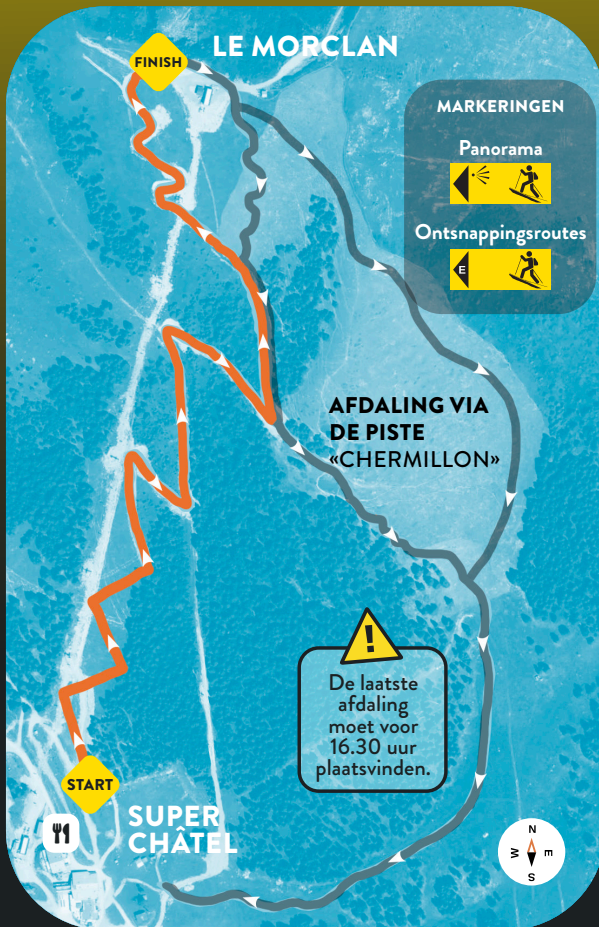 FINISH
LE MORCLAN
MARKERINGEN
Panorama
Ontsnappingsroutes
E
AFDALING VIA
DE PISTE
«CHERMILLON»
!
De laatste
afdaling
moet voor
16.30 uur
plaatsvinden.
START
SUPER
CHÂTEL
N
W E
S